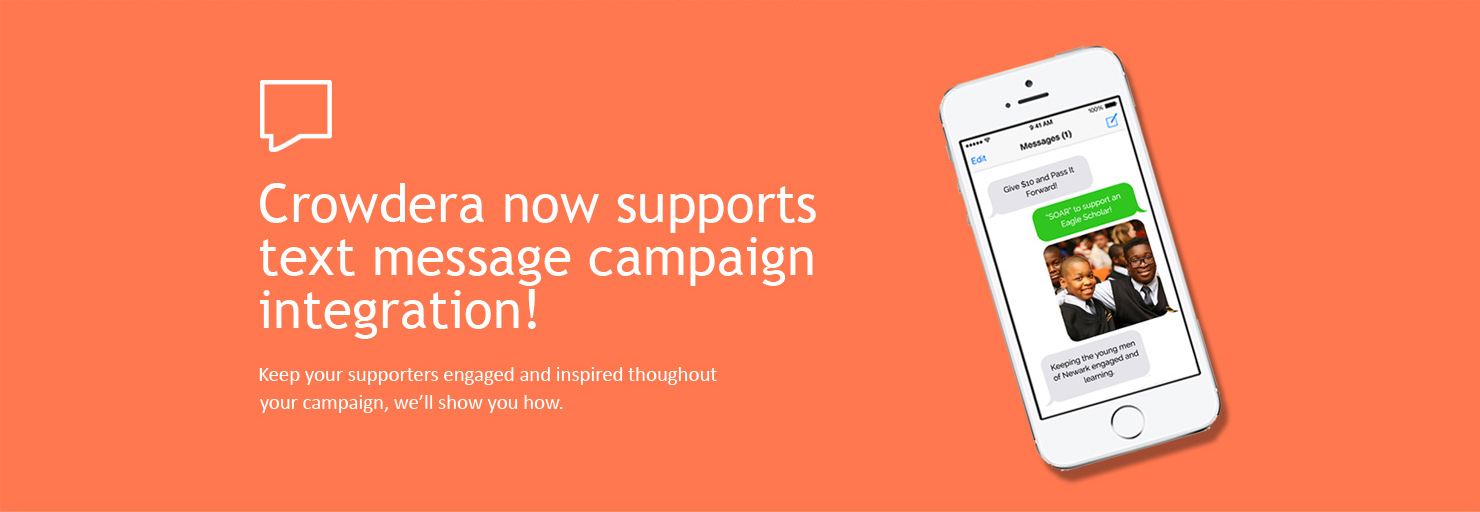 Crowdera now supports
text message campaign
integration!
Keep your supporters engaged and inspired thoughout
your campaign, we'll show you how.
9:41 AM
100%
Edit
Messages (1)
Give $10 and Pass It
Forward!
"SOAR" to support an
Eagle Scholar!
Keeping the young men
of Newark engaged and
learning.